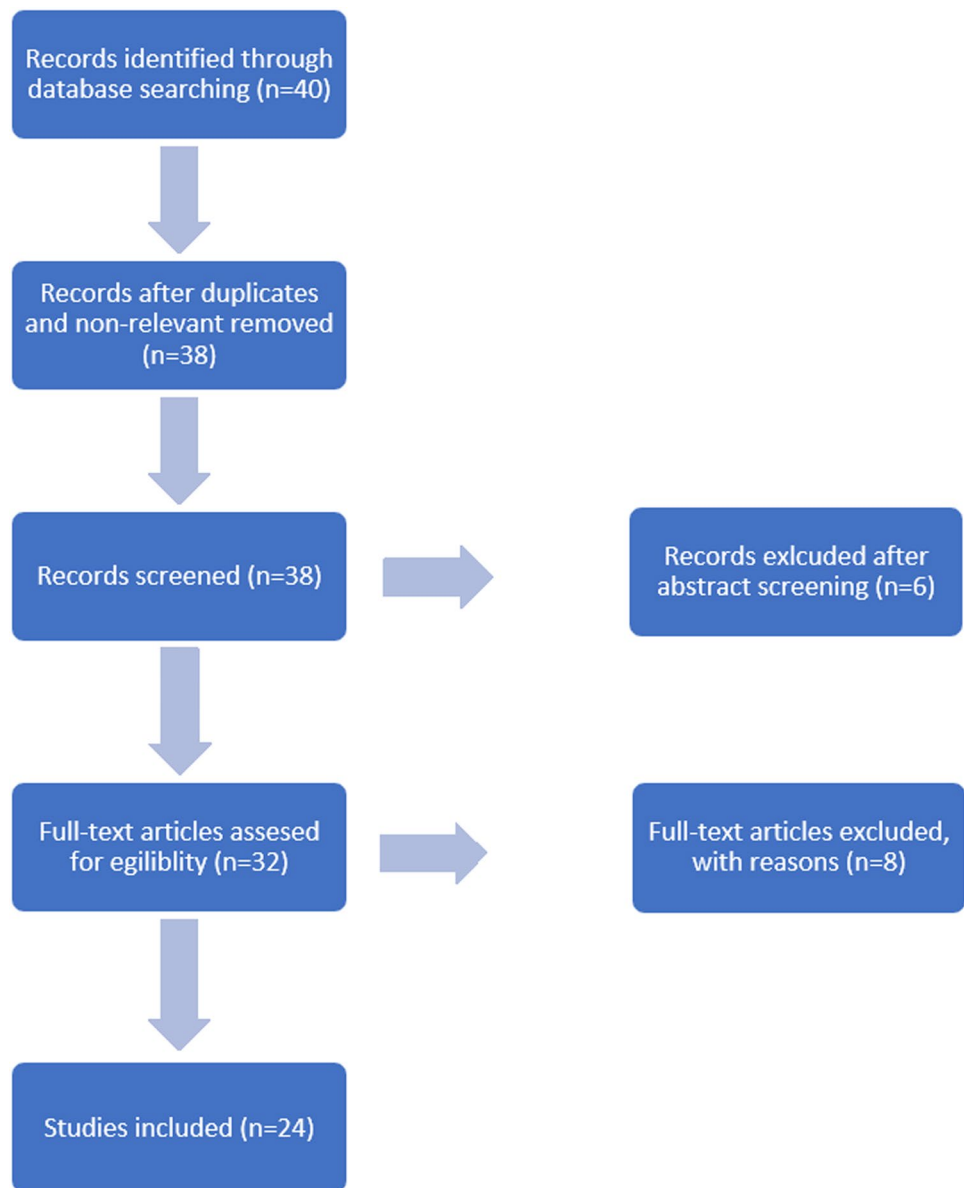 Records identified through
database searching (n=40)
Records after duplicates
and non-relevant removed
(n=38)
Records screened (n=38)
Records exlcuded after
abstract screening (n=6)
Full-text articles assesed
for egiliblity (n=32)
Full-text articles excluded,
with reasons (n=8)
Studies included (n=24)